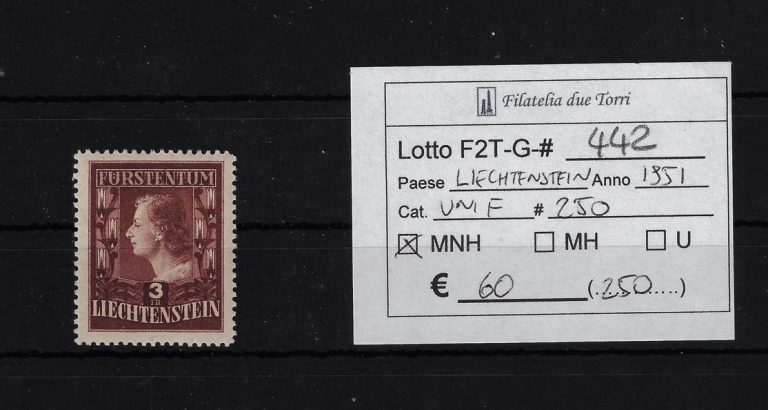 FÜRSTENTUM
3
FR
LIECHTENSTEIN
Filatelia due Torri
Lotto F2T-G-# 442
Paese LIECHTENSTEIN Anno 1951
Cat. UNIF # 250
MNH MH U
€ 60 (..250.....)